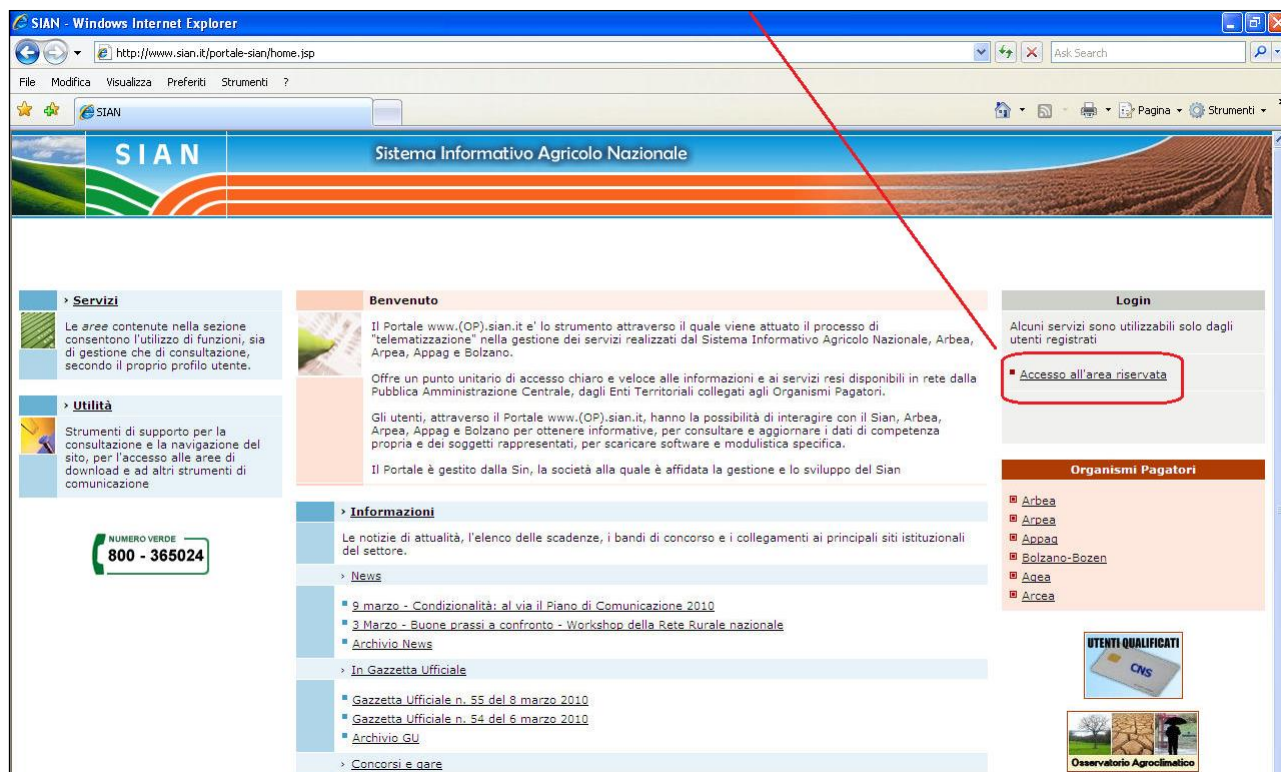 SIAN - Windows Internet Explorer
http://www.sian.it/portale-sian/home.jsp
Ask Search
File Modifica Visualizza Preferiti Strumenti ?
SIAN
Pagina
Strumenti
SIAN
Sistema Informativo Agricolo Nazionale
› Servizi
Le aree contenute nella sezione
consentono l'utilizzo di funzioni, sia
di gestione che di consultazione,
secondo il proprio profilo utente.
› Utilità
Strumenti di supporto per la
consultazione e la navigazione del
sito, per l'accesso alle aree di
download e ad altri strumenti di
comunicazione
NUMERO VERDE
800 - 365024
Benvenuto
Il Portale www.(OP).sian.it e' lo strumento attraverso il quale viene attuato il processo di
"telematizzazione" nella gestione dei servizi realizzati dal Sistema Informativo Agricolo Nazionale, Arbea,
Arpea, Appag e Bolzano.
Offre un punto unitario di accesso chiaro e veloce alle informazioni e ai servizi resi disponibili in rete dalla
Pubblica Amministrazione Centrale, dagli Enti Territoriali collegati agli Organismi Pagatori.
Gli utenti, attraverso il Portale www.(OP).sian.it, hanno la possibilità di interagire con il Sian, Arbea,
Arpea, Appag e Bolzano per ottenere informative, per consultare e aggiornare i dati di competenza
propria e dei soggetti rappresentati, per scaricare software e modulistica specifica.
Il Portale è gestito dalla Sin, la società alla quale è affidata la gestione e lo sviluppo del Sian
› Informazioni
Le notizie di attualità, l'elenco delle scadenze, i bandi di concorso e i collegamenti ai principali siti istituzionali
del settore.
› News
9 marzo - Condizionalità: al via il Piano di Comunicazione 2010
3 Marzo - Buone prassi a confronto - Workshop della Rete Rurale nazionale
Archivio News
› In Gazzetta Ufficiale
Gazzetta Ufficiale n. 55 del 8 marzo 2010
Gazzetta Ufficiale n. 54 del 6 marzo 2010
Archivio GU
› Concorsi e gare
Login
Alcuni servizi sono utilizzabili solo dagli
utenti registrati
Accesso all'area riservata
Organismi Pagatori
Arbea
Arpea
Appag
Bolzano-Bozen
Agea
Arcea
UTENTI QUALIFICATI
CNS
Osservatorio Agroclimatico